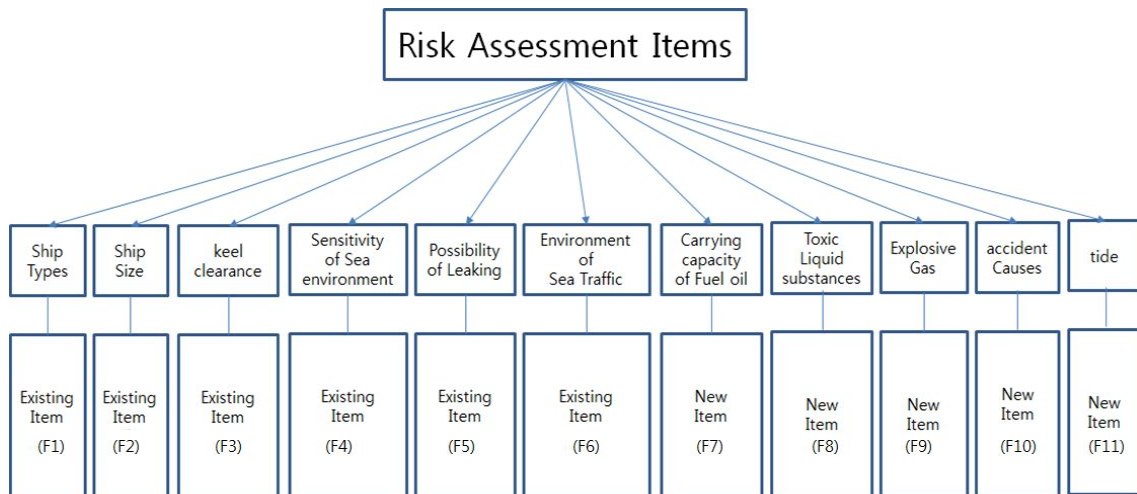 Risk Assessment Items
Ship
Types
Ship
Size
keel
clearance
Sensitivity
of Sea
environment
Possibility
of Leaking
Environment
of
Sea Traffic
Carrying
capacity
of Fuel oil
Toxic
Liquid
substances
Explosive
Gas
accident
Causes
tide
Existing
Item
(F1)
Existing
Item
(F2)
Existing
Item
(F3)
Existing
Item
(F4)
Existing
Item
(F5)
Existing
Item
(F6)
New
Item
(F7)
New
Item
(F8)
New
Item
(F9)
New
Item
(F10)
New
Item
(F11)